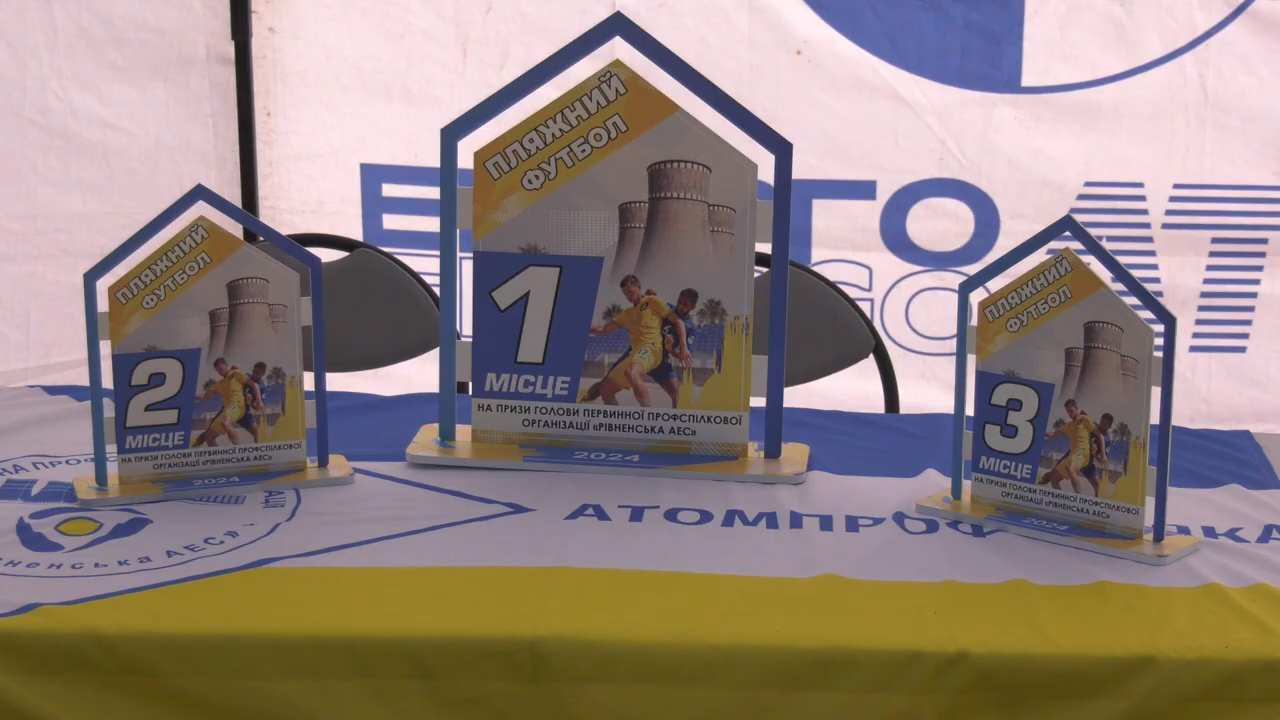 ПЛЯЖНИЙ
ФУТБОЛ
1
МІСЦЕ
НА ПРИЗИ ГОЛОВИ ПЕРВИННОЇ ПРОФСПІЛКОВОЇ
ОРГАНІЗАЦІЇ «РІВНЕНСЬКА АЕС»
2024
ПЛЯЖНИЙ
ФУТБОЛ
2
МІСЦЕ
НА ПРИЗИ ГОЛОВИ ПЕРВИННОЇ ПРОФСПІЛКОВОЇ
ОРГАНІЗАЦІЇ «РІВНЕНСЬКА АЕС»
2024
ПЛЯЖНИЙ
ФУТБОЛ
3
МІСЦЕ
НА ПРИЗИ ГОЛОВИ ПЕРВИННОЇ ПРОФСПІЛКОВОЇ
ОРГАНІЗАЦІЇ «РІВНЕНСЬКА АЕС»
2024